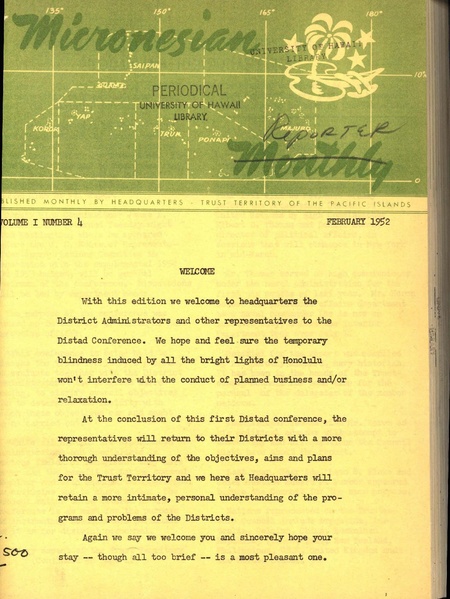 135° 150° 165° 180°
Micronesian
UNIVERSITY OF HAWAII
LIBRARY
SAIPAN
10°
PERIODICAL
UNIVERSITY OF HAWAII
LIBRARY
KOROR YAP TRUK PONAPE MAJURO
REPORTER
Monthly
0
BLISHED MONTHLY BY HEADQUARTERS · TRUST TERRITORY OF THE PACIFIC ISLANDS
VOLUME I NUMBER 4 FEBRUARY 1952
WELCOME
With this edition we welcome to headquarters the
District Administrators and other representatives to the
Distad Conference. We hope and feel sure the temporary
blindness induced by all the bright lights of Honolulu
won't interfere with the conduct of planned business and/or
relaxation.
At the conclusion of this first Distad conference, the
representatives will return to their Districts with a more
thorough understanding of the objectives, aims and plans
for the Trust Territory and we here at Headquarters will
retain a more intimate, personal understanding of the pro-
grams and problems of the Districts.
Again we say we welcome you and sincerely hope your
500
stay -- though all too brief -- is a most pleasant one.